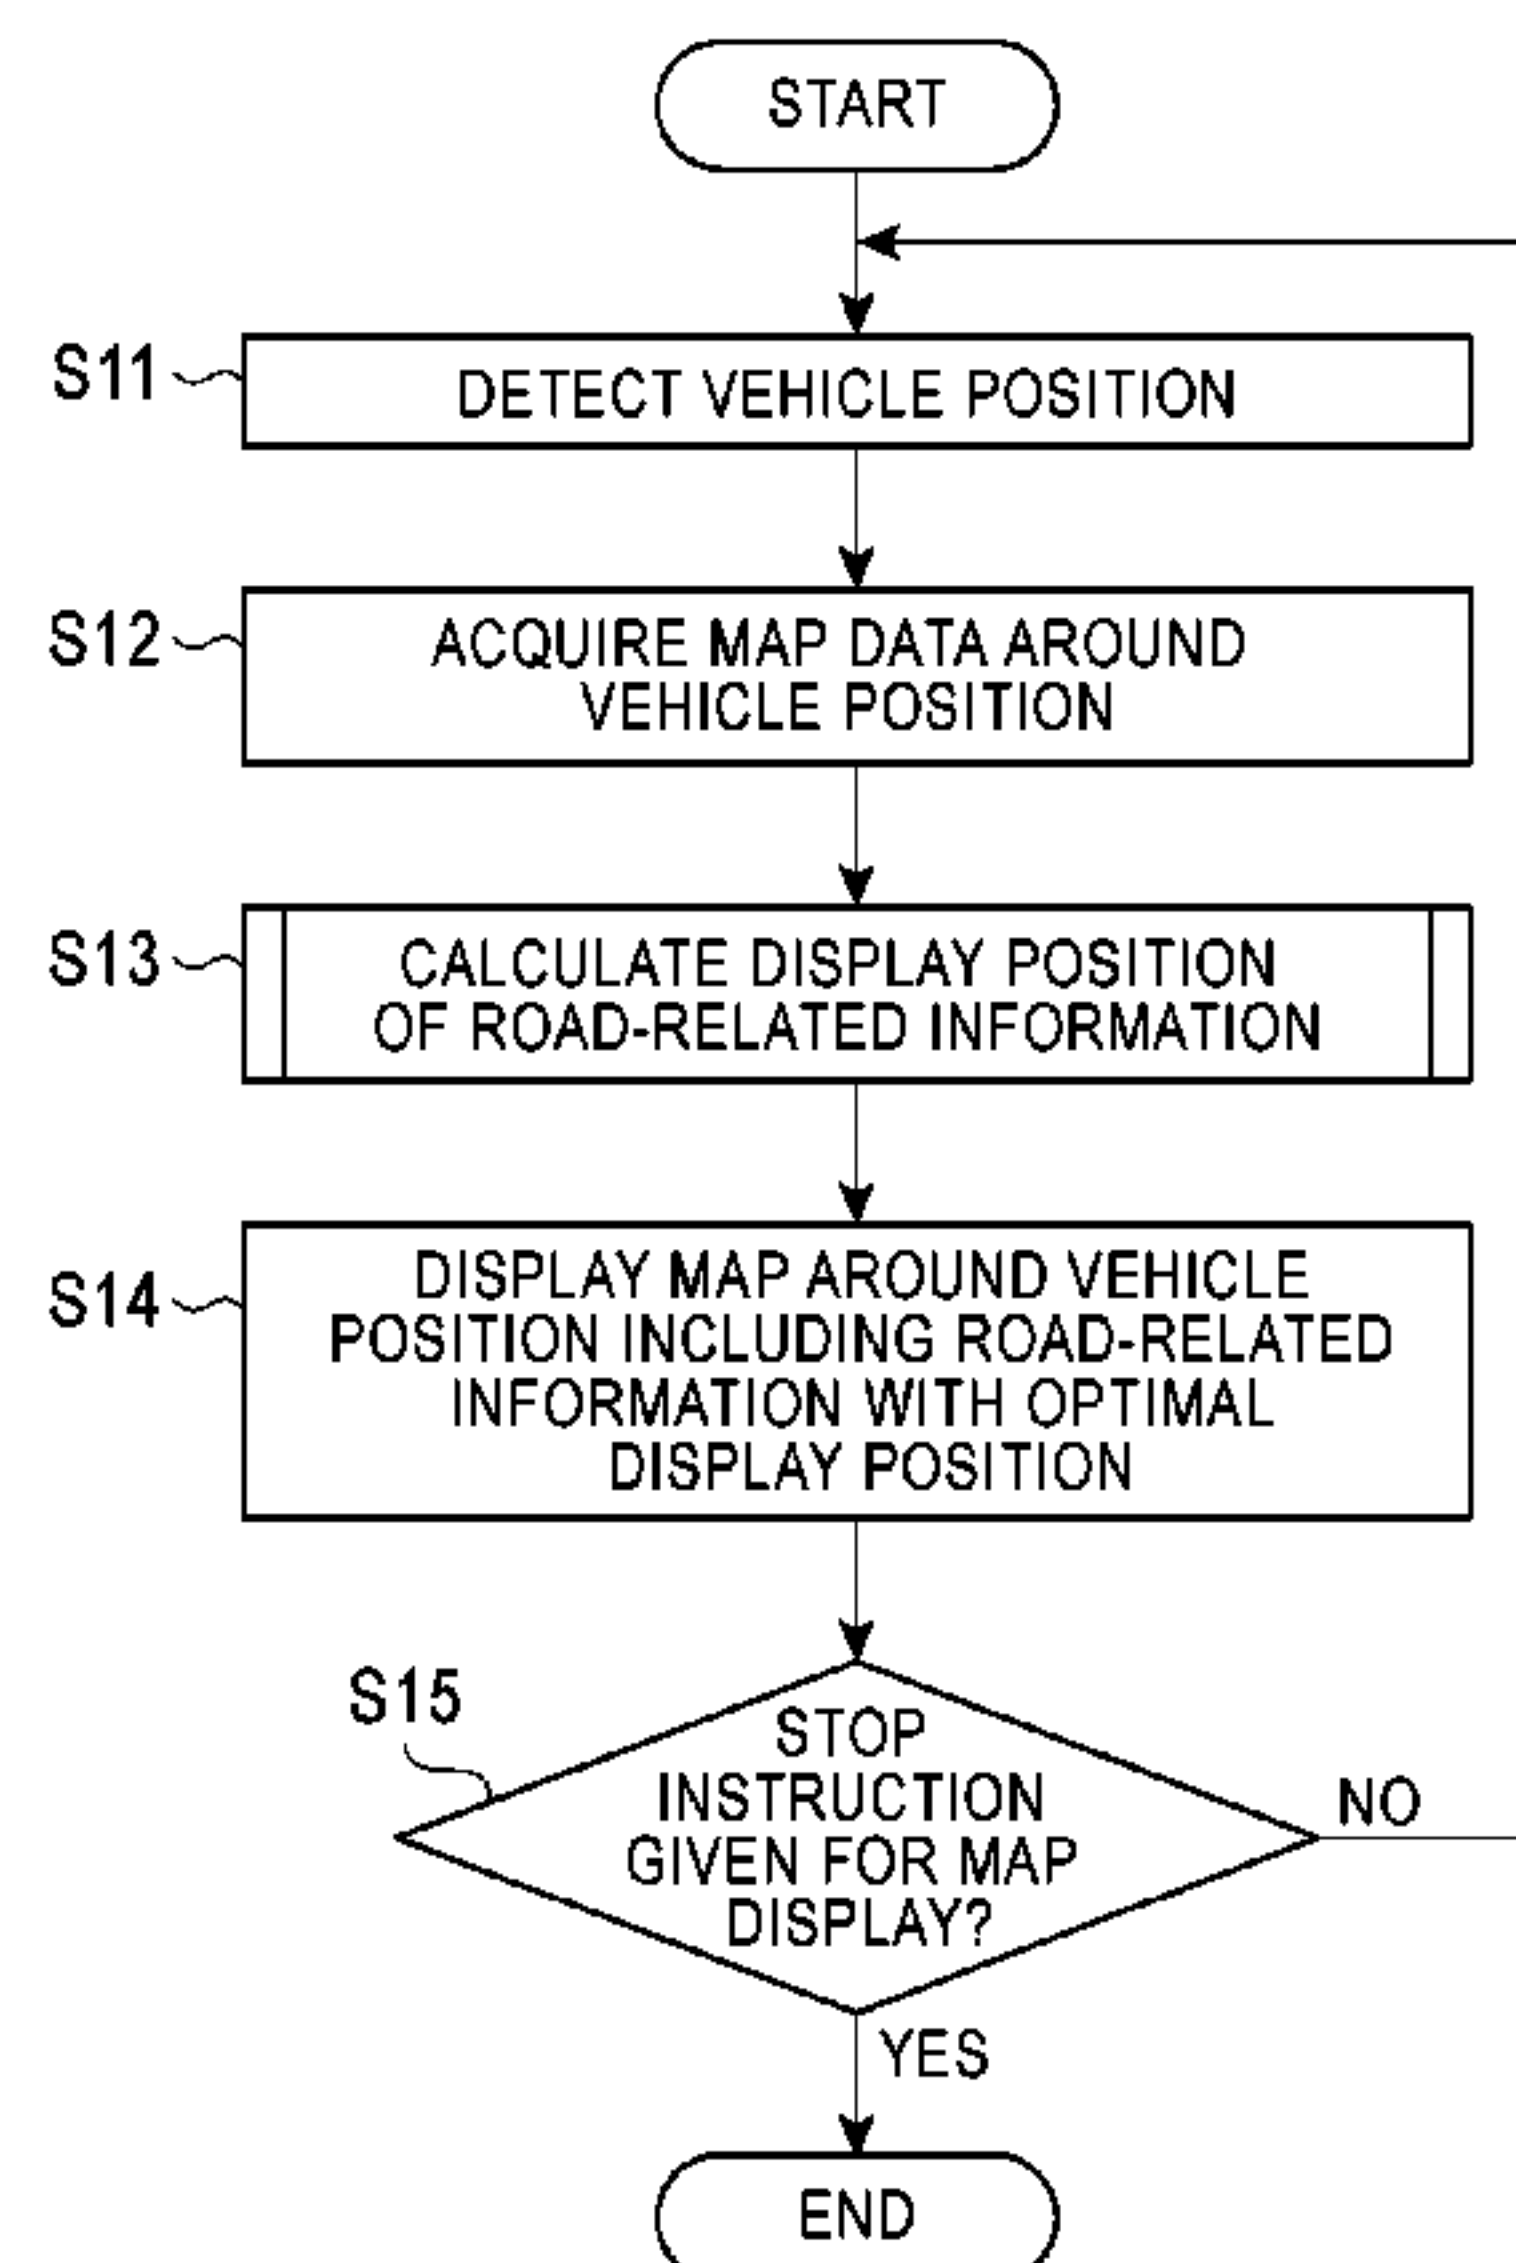 START
S11
DETECT VEHICLE POSITION
S12
ACQUIRE MAP DATA AROUND
VEHICLE POSITION
S13
CALCULATE DISPLAY POSITION
OF ROAD-RELATED INFORMATION
S14
DISPLAY MAP AROUND VEHICLE
POSITION INCLUDING ROAD-RELATED
INFORMATION WITH OPTIMAL
DISPLAY POSITION
S15
STOP
INSTRUCTION
GIVEN FOR MAP
DISPLAY?
NO
YES
END